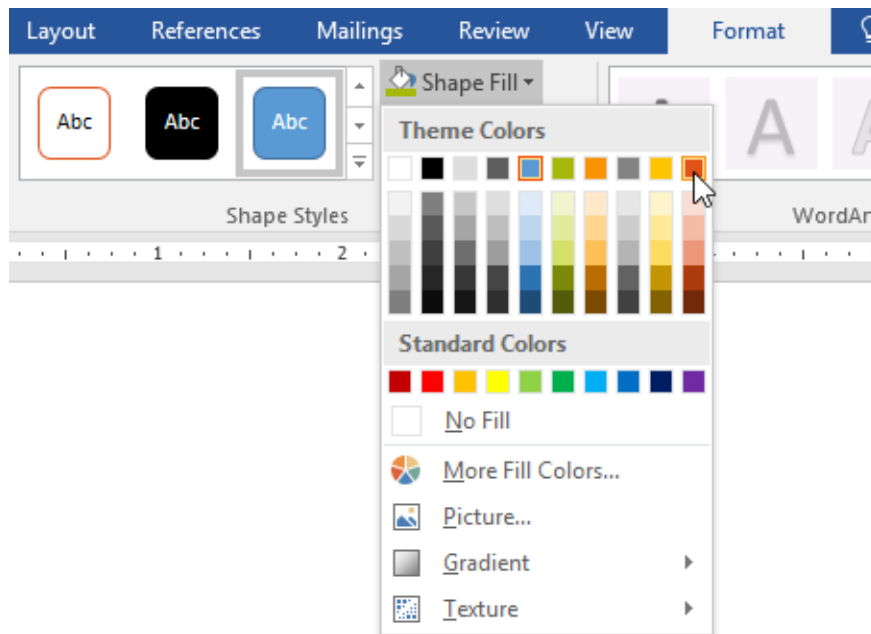 Layout References Mailings Review View Format
Abc Abc Abc Shape Fill
A A
Theme Colors
Shape Styles
1 2
Standard Colors
No Fill
More Fill Colors...
Picture...
Gradient
Texture